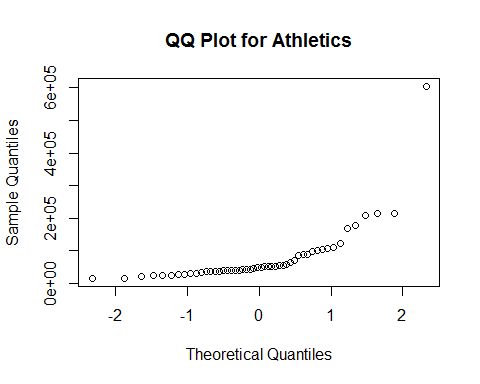 QQ Plot for Athletics
Sample Quantiles
6e+05
4e+05
2e+05
0e+00
-2
-1
0
1
2
Theoretical Quantiles